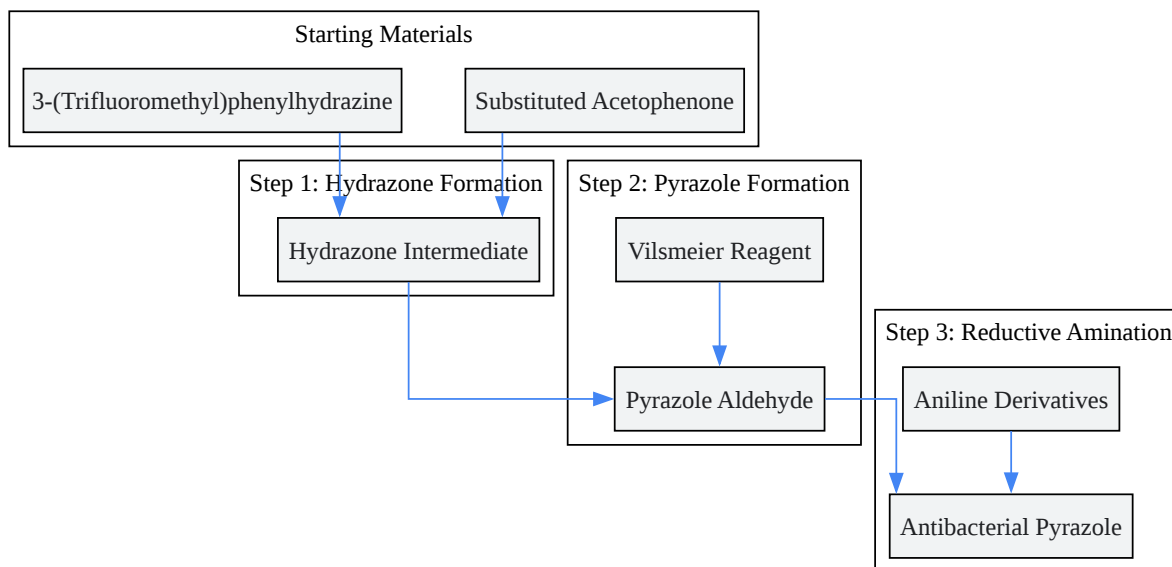 Starting Materials
3-(Trifluoromethyl)phenylhydrazine
Substituted Acetophenone
Step 1: Hydrazone Formation
Hydrazone Intermediate
Step 2: Pyrazole Formation
Vilsmeier Reagent
Pyrazole Aldehyde
Step 3: Reductive Amination
Aniline Derivatives
Antibacterial Pyrazole